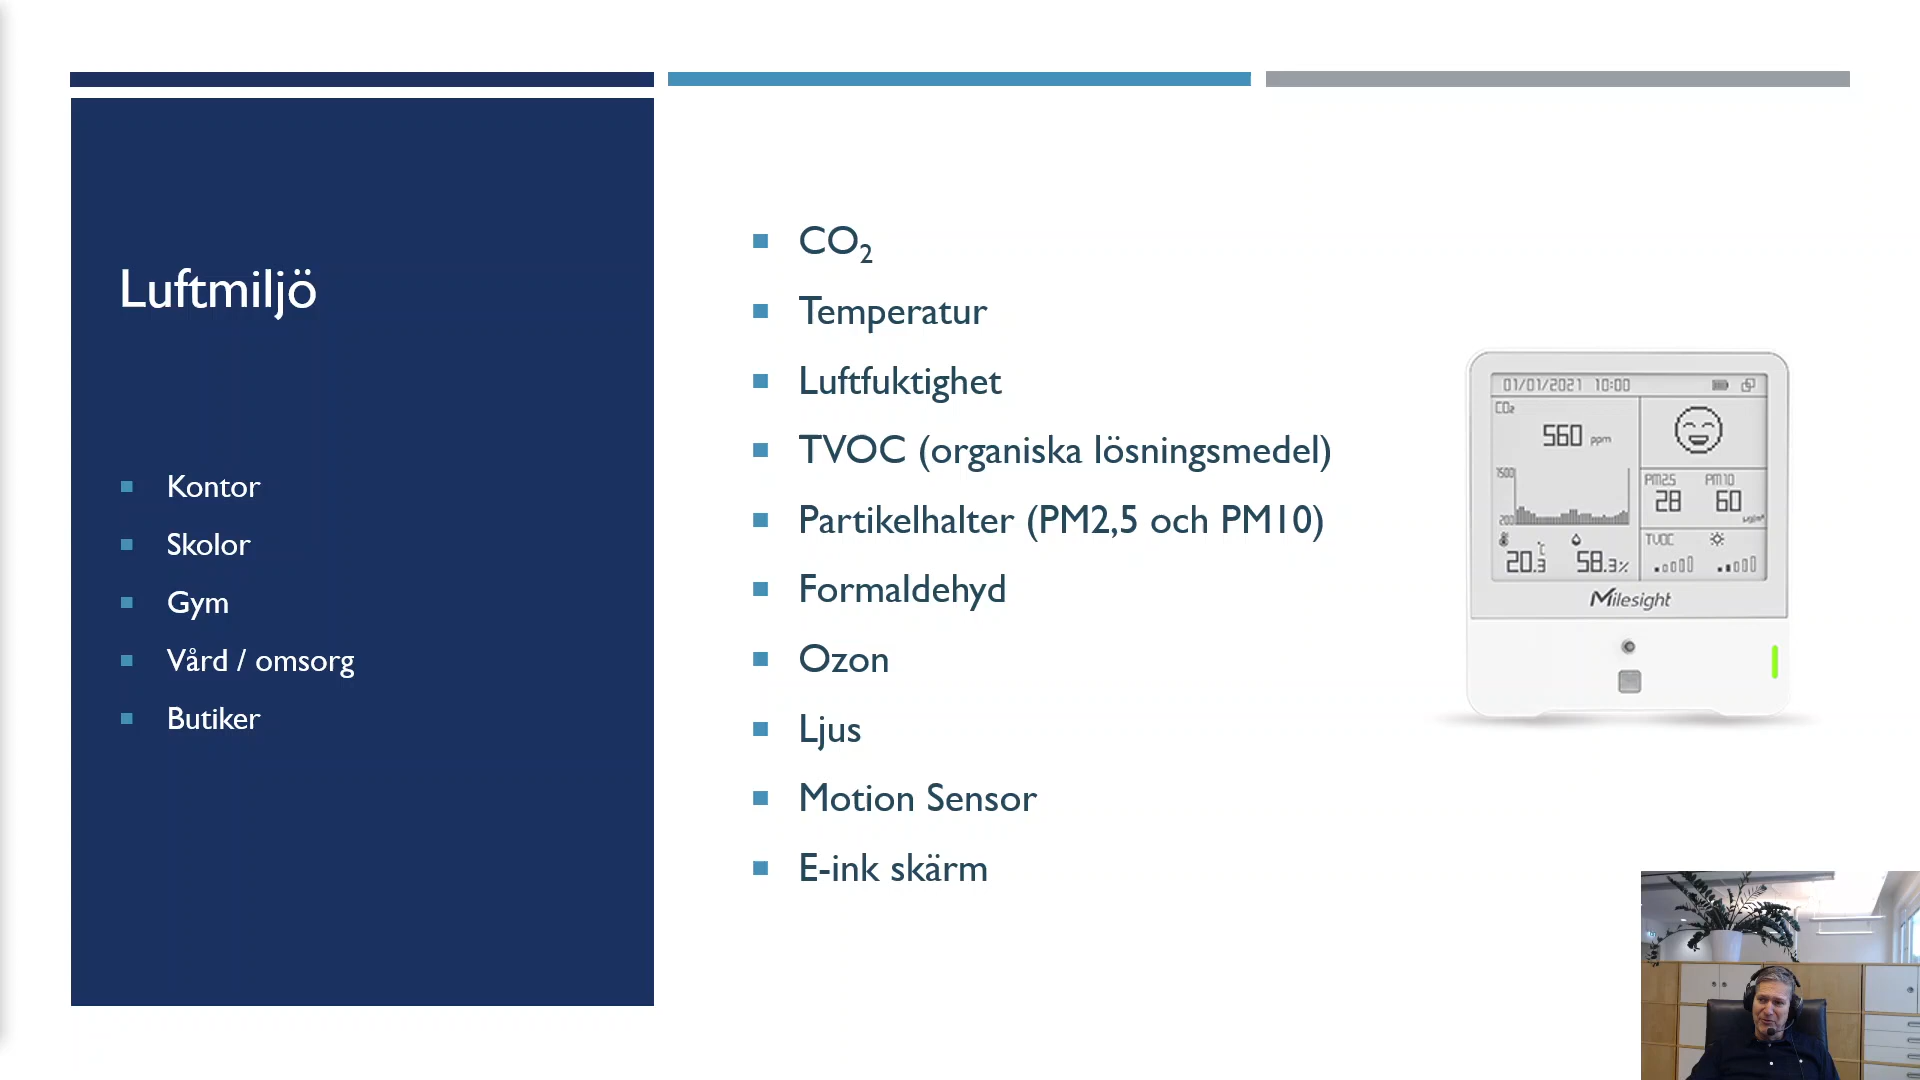 Luftmiljö
Kontor
Skolor
Gym
Vård / omsorg
Butiker
CO₂
Temperatur
Luftfuktighet
TVOC (organiska lösningsmedel)
Partikelhalter (PM2,5 och PM10)
Formaldehyd
Ozon
Ljus
Motion Sensor
E-ink skärm
01/01/2021 10:00
CO₂
560 ppm
1500
200
20.3 °C
58.3%
PM2.5
28
PM10
60
µg/m³
TVOC
Milesight